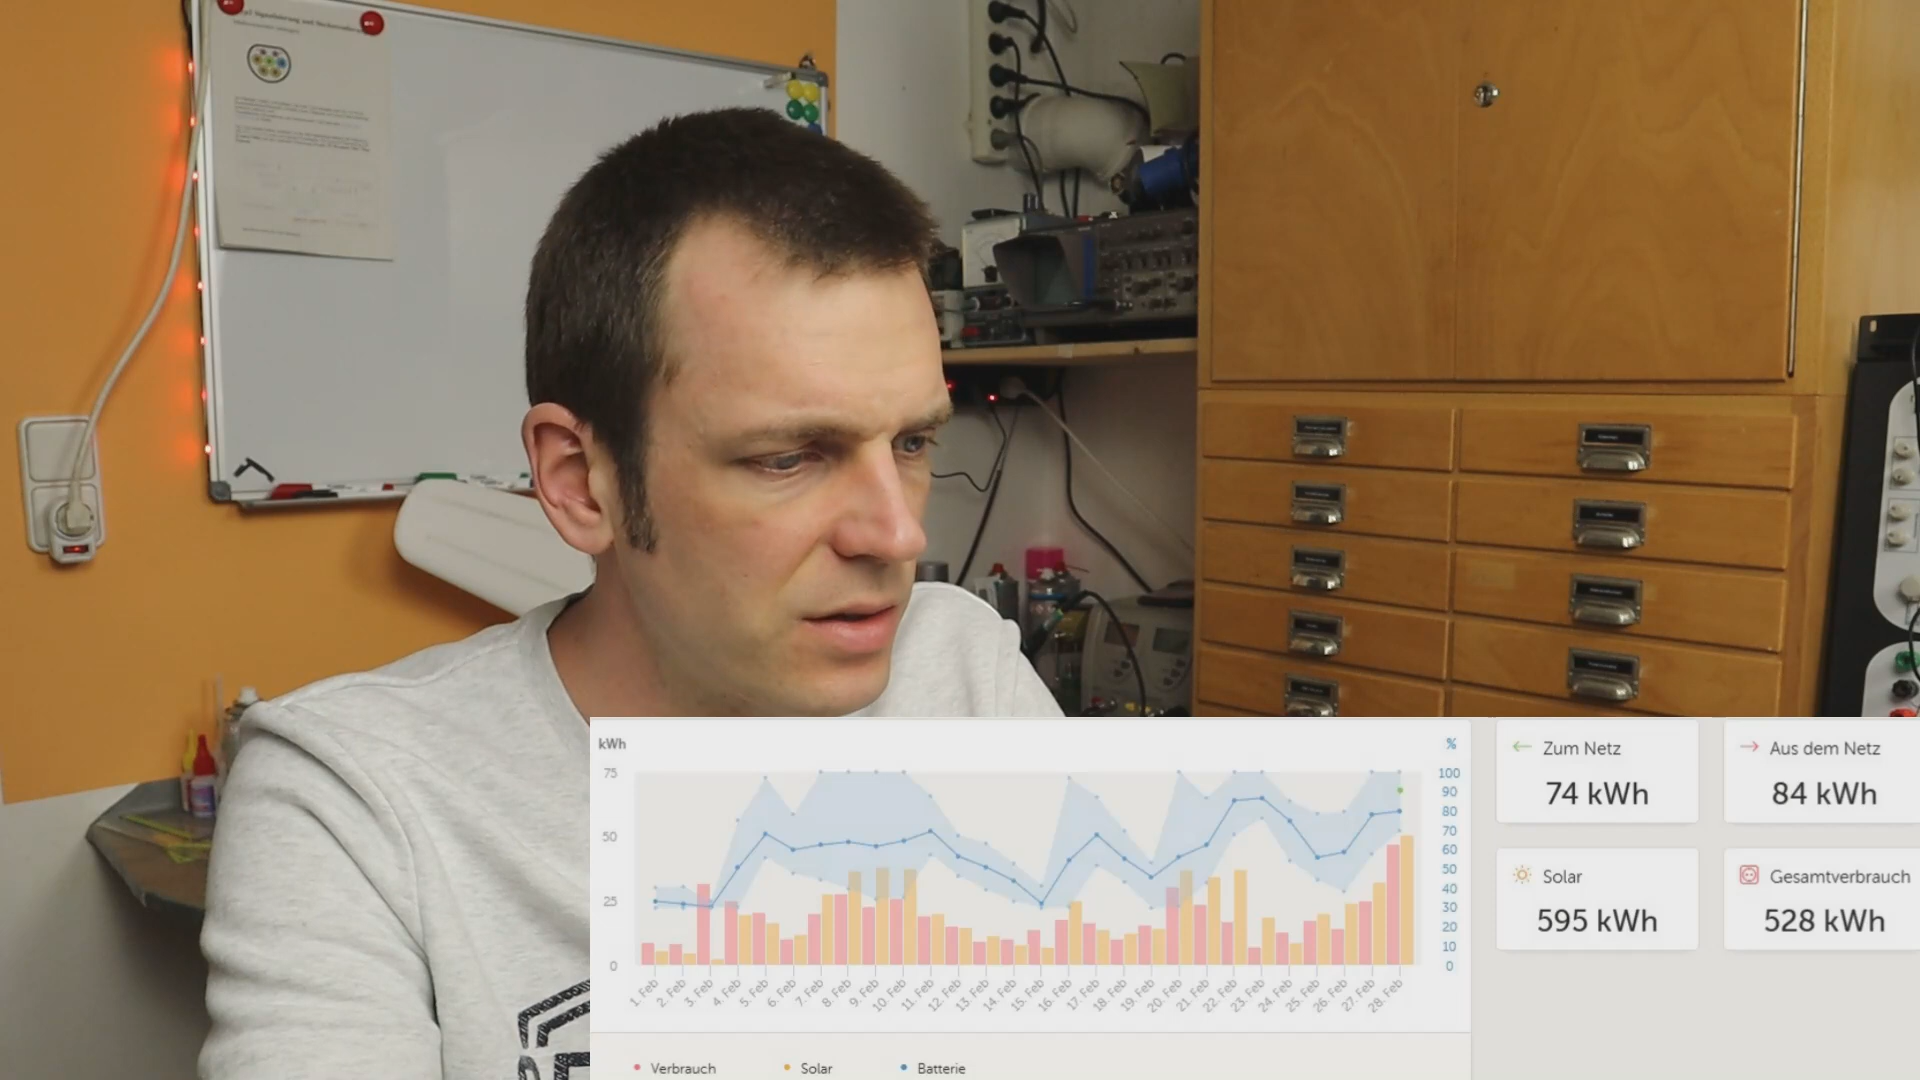 kWh
%
75
50
25
0
100
90
80
70
60
50
40
30
20
10
0
1. Feb
2. Feb
3. Feb
4. Feb
5. Feb
6. Feb
7. Feb
8. Feb
9. Feb
10. Feb
11. Feb
12. Feb
13. Feb
14. Feb
15. Feb
16. Feb
17. Feb
18. Feb
19. Feb
20. Feb
21. Feb
22. Feb
23. Feb
24. Feb
25. Feb
26. Feb
27. Feb
28. Feb
Verbrauch
Solar
Batterie
Zum Netz
74 kWh
Aus dem Netz
84 kWh
Solar
595 kWh
Gesamtverbrauch
528 kWh